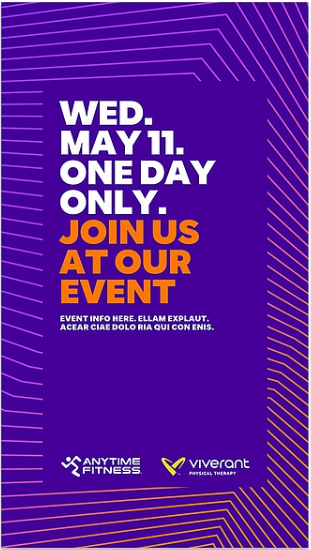 WED.
MAY 11.
ONE DAY
ONLY.
JOIN US
AT OUR
EVENT
EVENT INFO HERE. ELLAM EXPLAUT.
ACEAR CIAE DOLO RIA QUI CON ENIS.
ANYTIME
FITNESS
viverant
PHYSICAL THERAPY